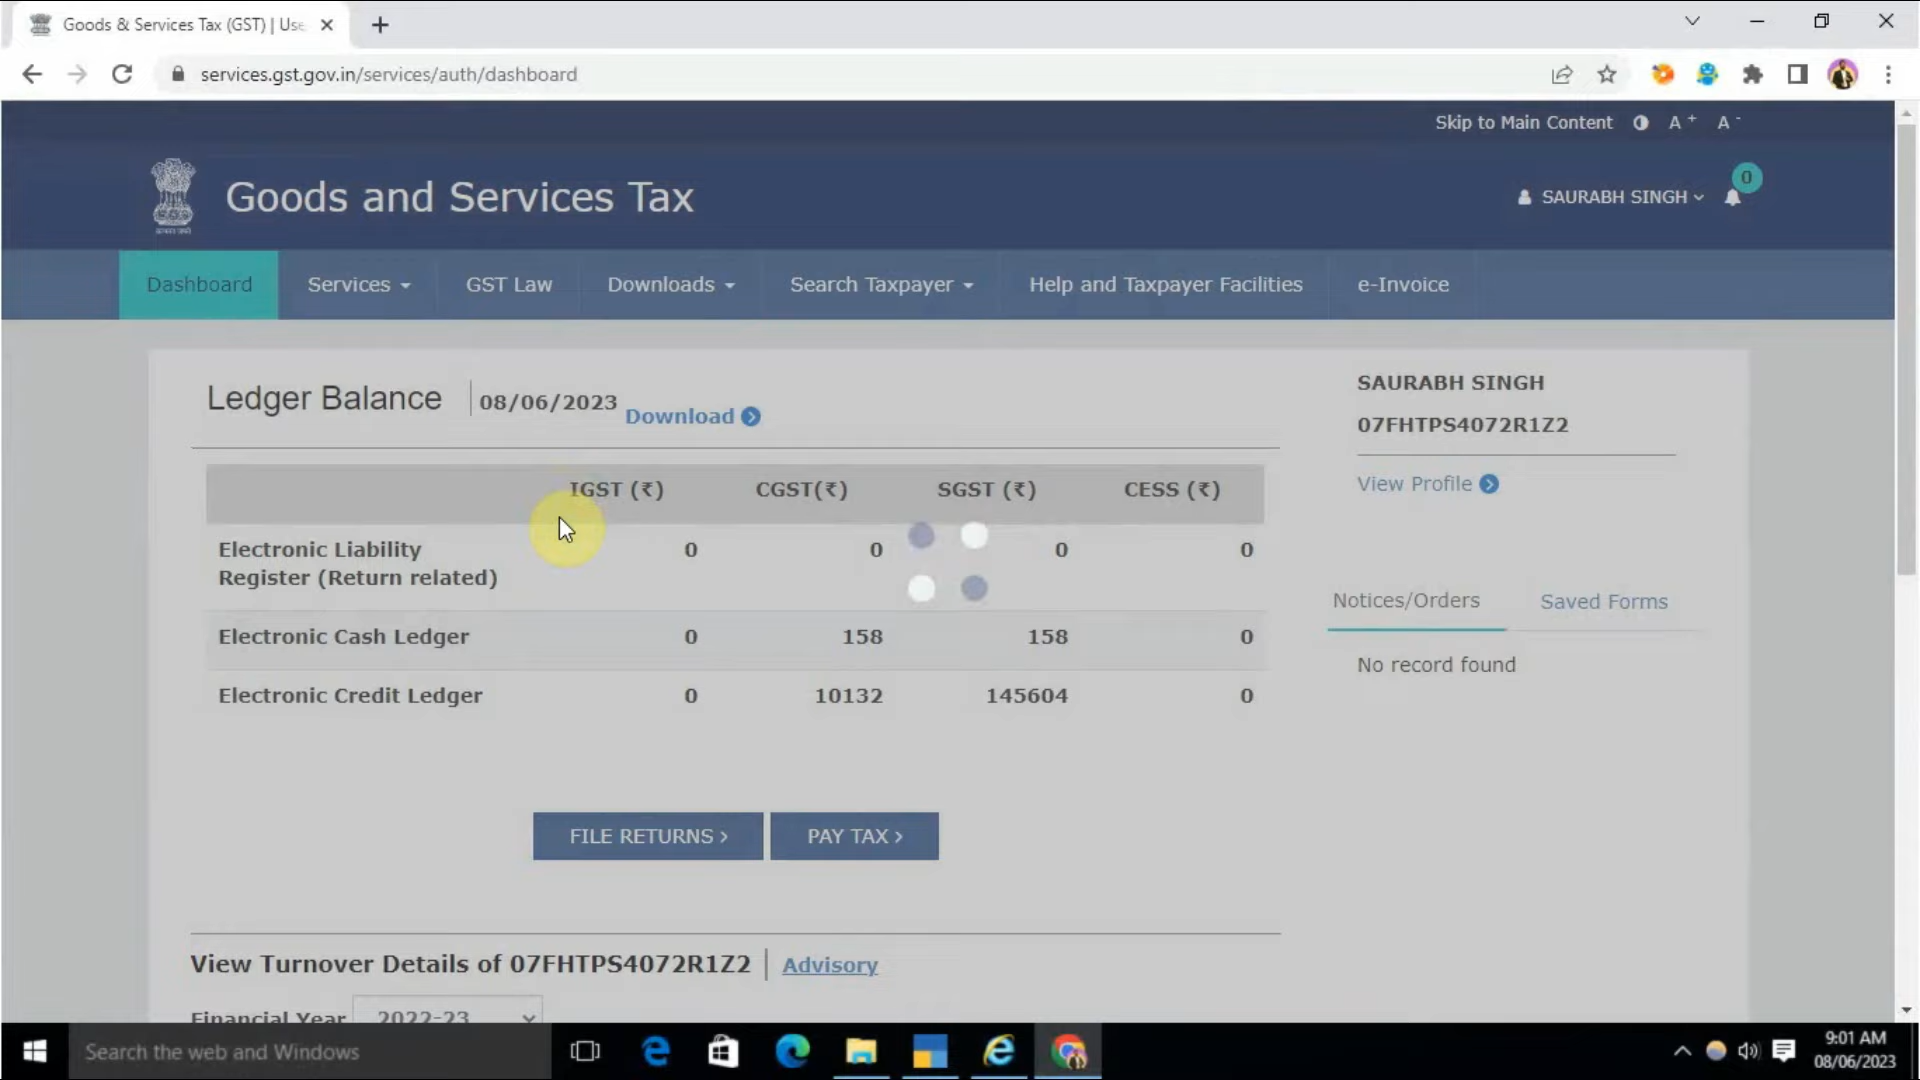 Goods & Services Tax (GST) | Use
services.gst.gov.in/services/auth/dashboard
Skip to Main Content A + A -
Goods and Services Tax
SAURABH SINGH
0
Dashboard Services GST Law Downloads Search Taxpayer Help and Taxpayer Facilities e-Invoice
Ledger Balance 08/06/2023 Download
IGST (₹) CGST(₹) SGST (₹) CESS (₹)
Electronic Liability
Register (Return related) 0 0 0 0
Electronic Cash Ledger 0 158 158 0
Electronic Credit Ledger 0 10132 145604 0
FILE RETURNS > PAY TAX >
View Turnover Details of 07FHTPS4072R1Z2 Advisory
Financial Year 2022-23
SAURABH SINGH
07FHTPS4072R1Z2
View Profile
Notices/Orders Saved Forms
No record found
Search the web and Windows
9:01 AM
08/06/2023